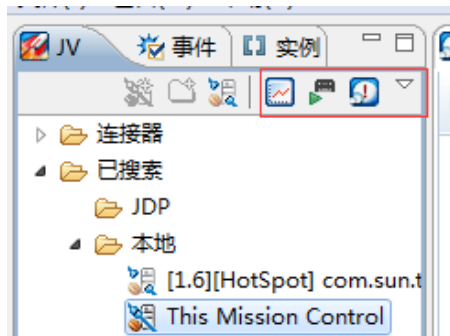 JV 事件 实例
连接器
已搜索
JDP
本地
[1.6][HotSpot] com.sun.t
This Mission Control